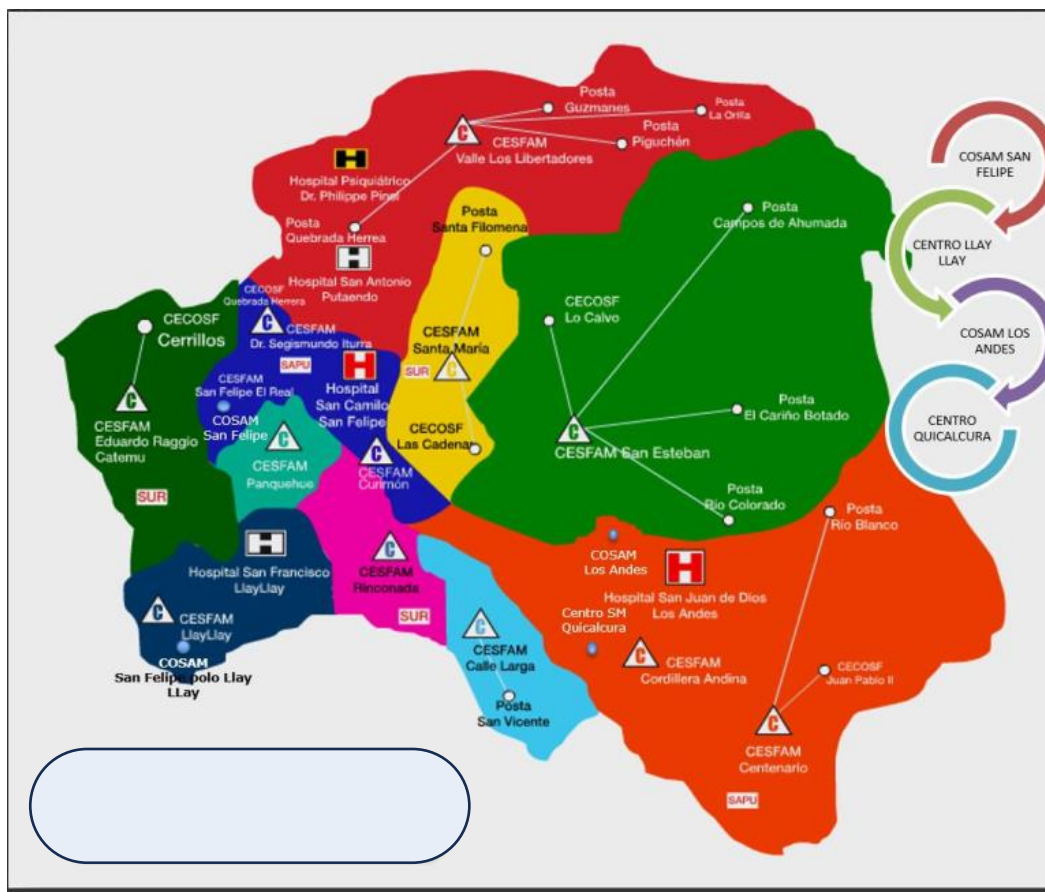 Posta
Guzmanes
Posta
La Orilla
Posta
Piguchén
CESFAM
Valle Los Libertadores
Hospital Psiquiátrico
Dr. Philippe Pinel
Posta
Quebrada Herrea
Hospital San Antonio
Putaendo
Posta
Santa Filomena
Posta
Campos de Ahumada
COSAM SAN
FELIPE
CENTRO LLAY
LLAY
COSAM LOS
ANDES
CENTRO
QUICALCURA
CECOSF
Quebrada Herrera
CESFAM
Dr. Segismundo Iturra
SAPU
CECOSF
Cerrillos
CESFAM
San Felipe El Real
COSAM
San Felipe
Hospital
San Camilo
San Felipe
CESFAM
Santa María
SUR
CECOSF
Las Cadenas
CECOSF
Lo Calvo
Posta
El Cariño Botado
CESFAM San Esteban
Posta
Rio Colorado
CESFAM
Eduardo Raggio
Catemu
SUR
CESFAM
Panquehue
CESFAM
Curimón
Posta
Río Blanco
Hospital San Francisco
LlayLlay
CESFAM
Rinconada
SUR
COSAM
Los Andes
Hospital San Juan de Dios
Los Andes
CESFAM
LlayLlay
COSAM
San Felipe polo Llay
LLay
CESFAM
Calle Larga
Posta
San Vicente
Centro SM
Quicalcura
CESFAM
Cordillera Andina
CECOSF
Juan Pablo II
CESFAM
Centenario
SAPU